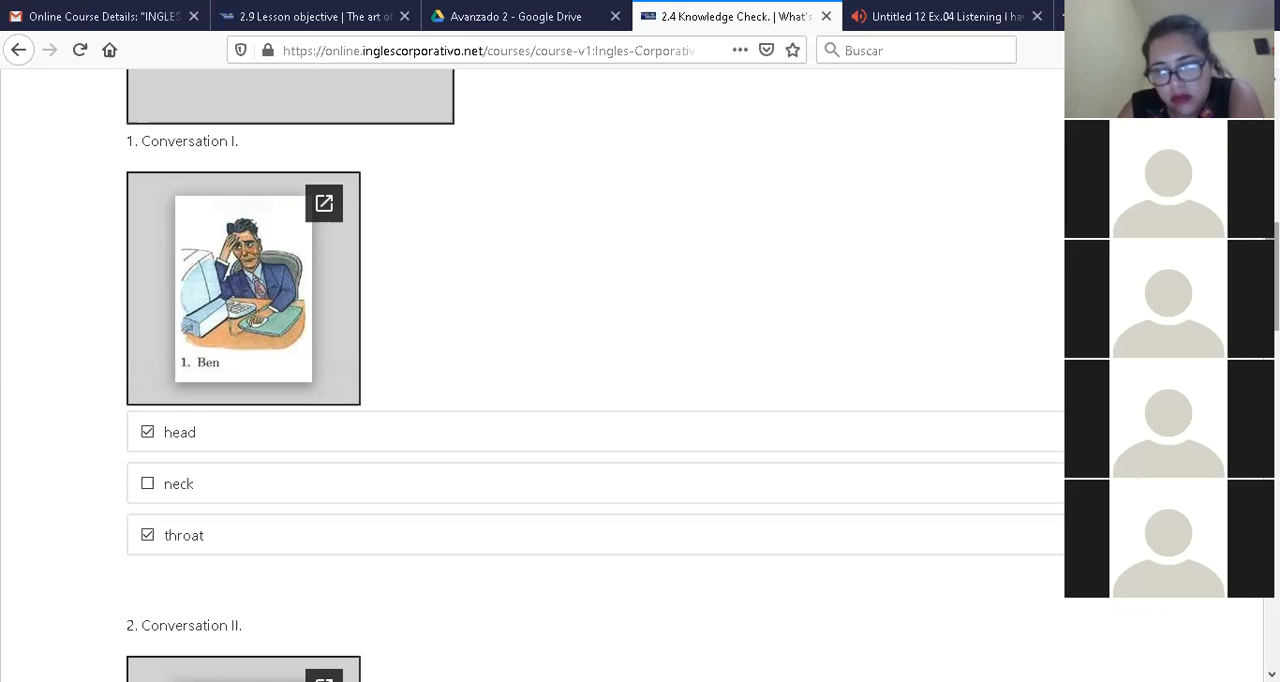 Online Course Details: "INGLES
2.9 Lesson objective | The art of
Avanzado 2 - Google Drive
2.4 Knowledge Check. | What's
Untitled 12 Ex.04 Listening I hav
https://online.inglescorporativo.net/courses/course-v1:Ingles-Corporativ
Buscar
1. Conversation I.
1. Ben
head
neck
throat
2. Conversation II.